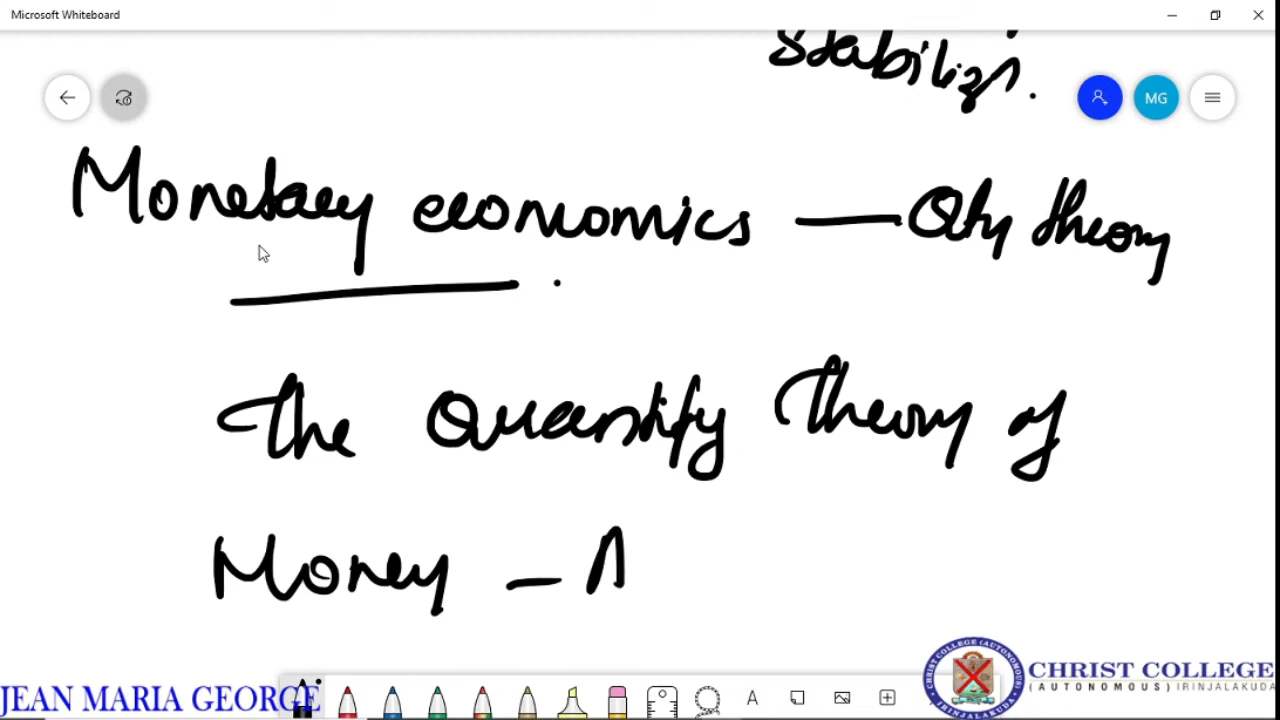 Microsoft Whiteboard
Stabilizn.
MG
Monetary economics — Qty theory
The Quantity Theory of
Money –
A
JEAN MARIA GEORGE
CHRIST COLLEGE
(AUTONOMOUS) IRINJALAKUDA